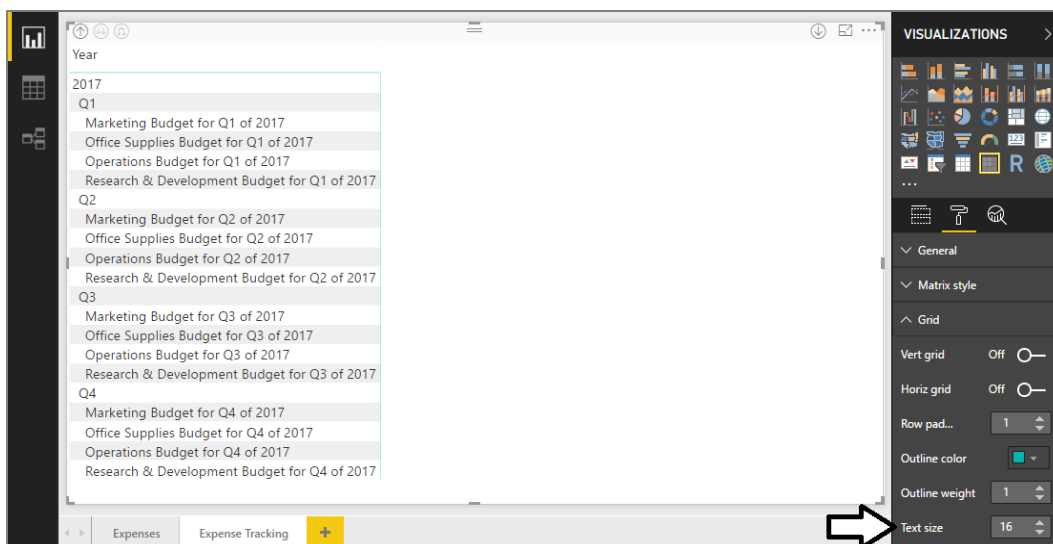 VISUALIZATIONS
Year
2017
Q1
Marketing Budget for Q1 of 2017
Office Supplies Budget for Q1 of 2017
Operations Budget for Q1 of 2017
Research & Development Budget for Q1 of 2017
Q2
Marketing Budget for Q2 of 2017
Office Supplies Budget for Q2 of 2017
Operations Budget for Q2 of 2017
Research & Development Budget for Q2 of 2017
Q3
Marketing Budget for Q3 of 2017
Office Supplies Budget for Q3 of 2017
Operations Budget for Q3 of 2017
Research & Development Budget for Q3 of 2017
Q4
Marketing Budget for Q4 of 2017
Office Supplies Budget for Q4 of 2017
Operations Budget for Q4 of 2017
Research & Development Budget for Q4 of 2017
Expenses Expense Tracking +
123
R
General
Matrix style
Grid
Vert grid Off
Horiz grid Off
Row pad... 1
Outline color
Outline weight 1
Text size 16